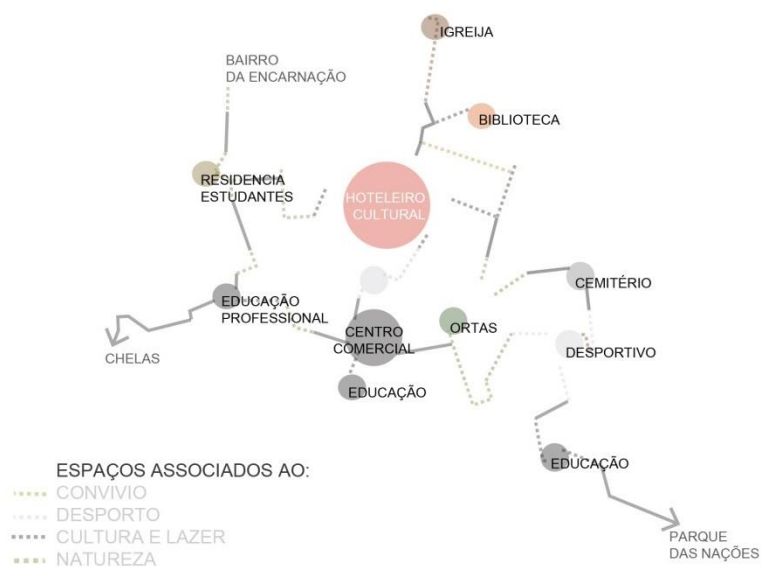 IGREIJA
BAIRRO
DA ENCARNAÇÃO
BIBLIOTECA
RESIDENCIA
ESTUDANTES
HOTELEIRO
CULTURAL
CEMITÉRIO
EDUCAÇÃO
PROFESSIONAL
CENTRO
COMERCIAL
ORTAS
CHELAS
DESPORTIVO
EDUCAÇÃO
EDUCAÇÃO
ESPAÇOS ASSOCIADOS AO:
CONVIVIO
DESPORTO
CULTURA E LAZER
NATUREZA
PARQUE
DAS NAÇÕES